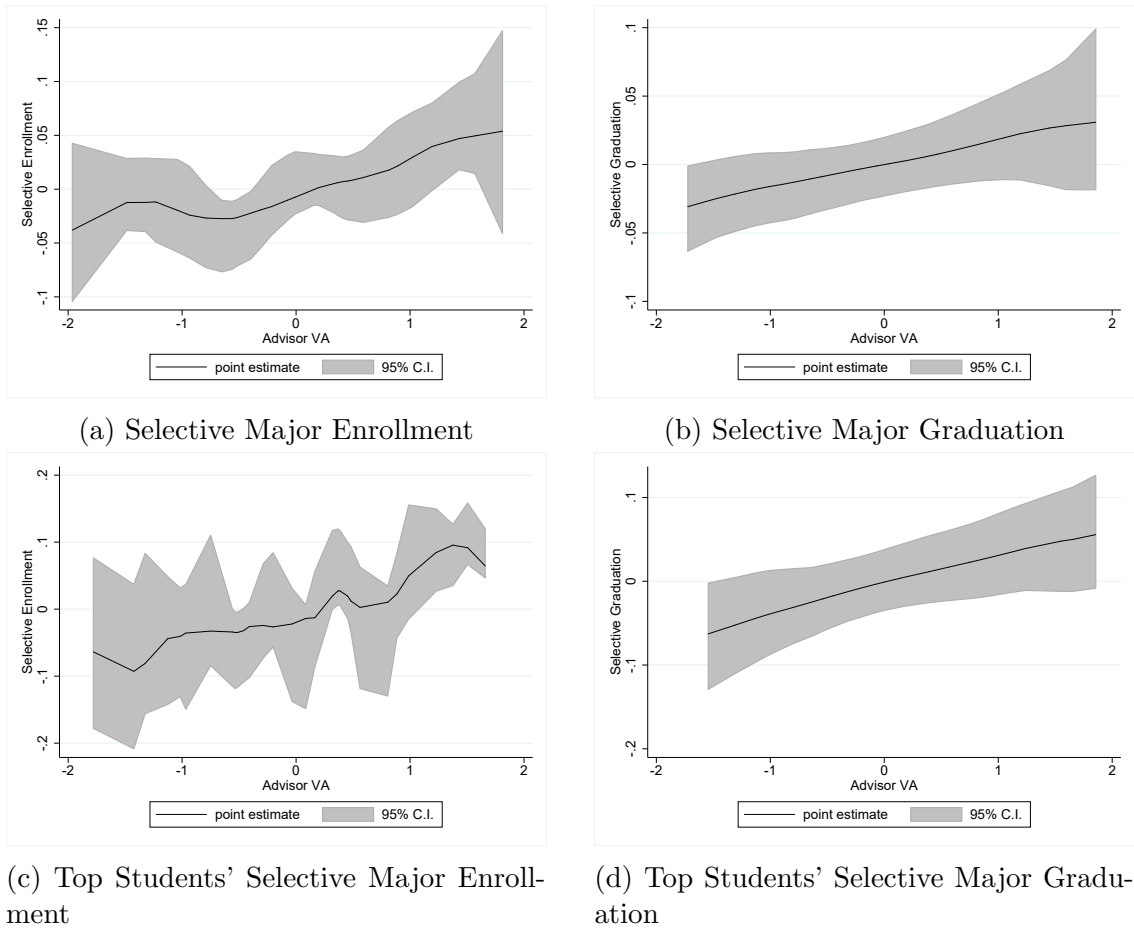 .15
.1
.05
0
-.05
-.1
Selective Enrollment
-2 -1 0 1 2
Advisor VA
point estimate 95% C.I.
(a) Selective Major Enrollment
.1
.05
0
-.05
-.1
Selective Graduation
-2 -1 0 1 2
Advisor VA
point estimate 95% C.I.
(b) Selective Major Graduation
.2
.1
0
-.1
-.2
Selective Enrollment
-2 -1 0 1 2
Advisor VA
point estimate 95% C.I.
(c) Top Students’ Selective Major Enroll-
ment
.1
0
-.1
-.2
Selective Graduation
-2 -1 0 1 2
Advisor VA
point estimate 95% C.I.
(d) Top Students’ Selective Major Gradu-
ation